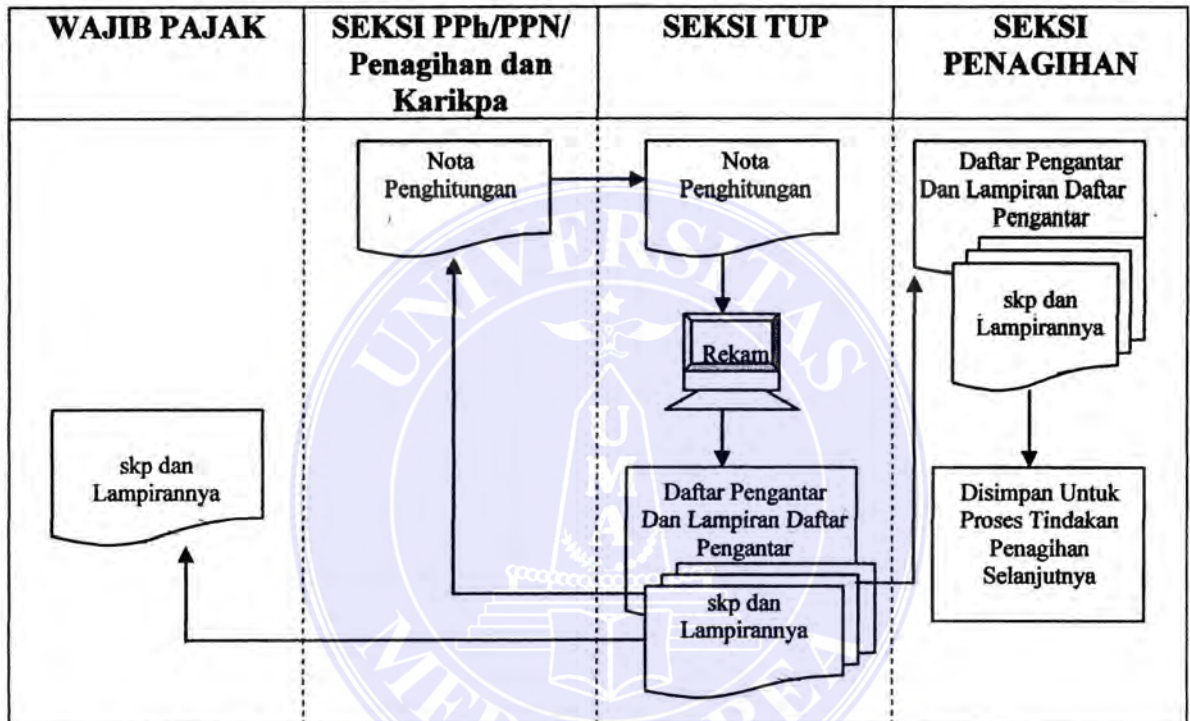 WAJIB PAJAK
SEKSI PPh/PPN/
Penagihan dan
Karikpa
SEKSI TUP
SEKSI
PENAGIHAN
Nota
Penghitungan
Nota
Penghitungan
Daftar Pengantar
Dan Lampiran Daftar
Pengantar
skp dan
Lampirannya
Rekam
skp dan
Lampirannya
Daftar Pengantar
Dan Lampiran Daftar
Pengantar
skp dan
Lampirannya
Disimpan Untuk
Proses Tindakan
Penagihan
Selanjutnya
UNIVERSITAS
UMA